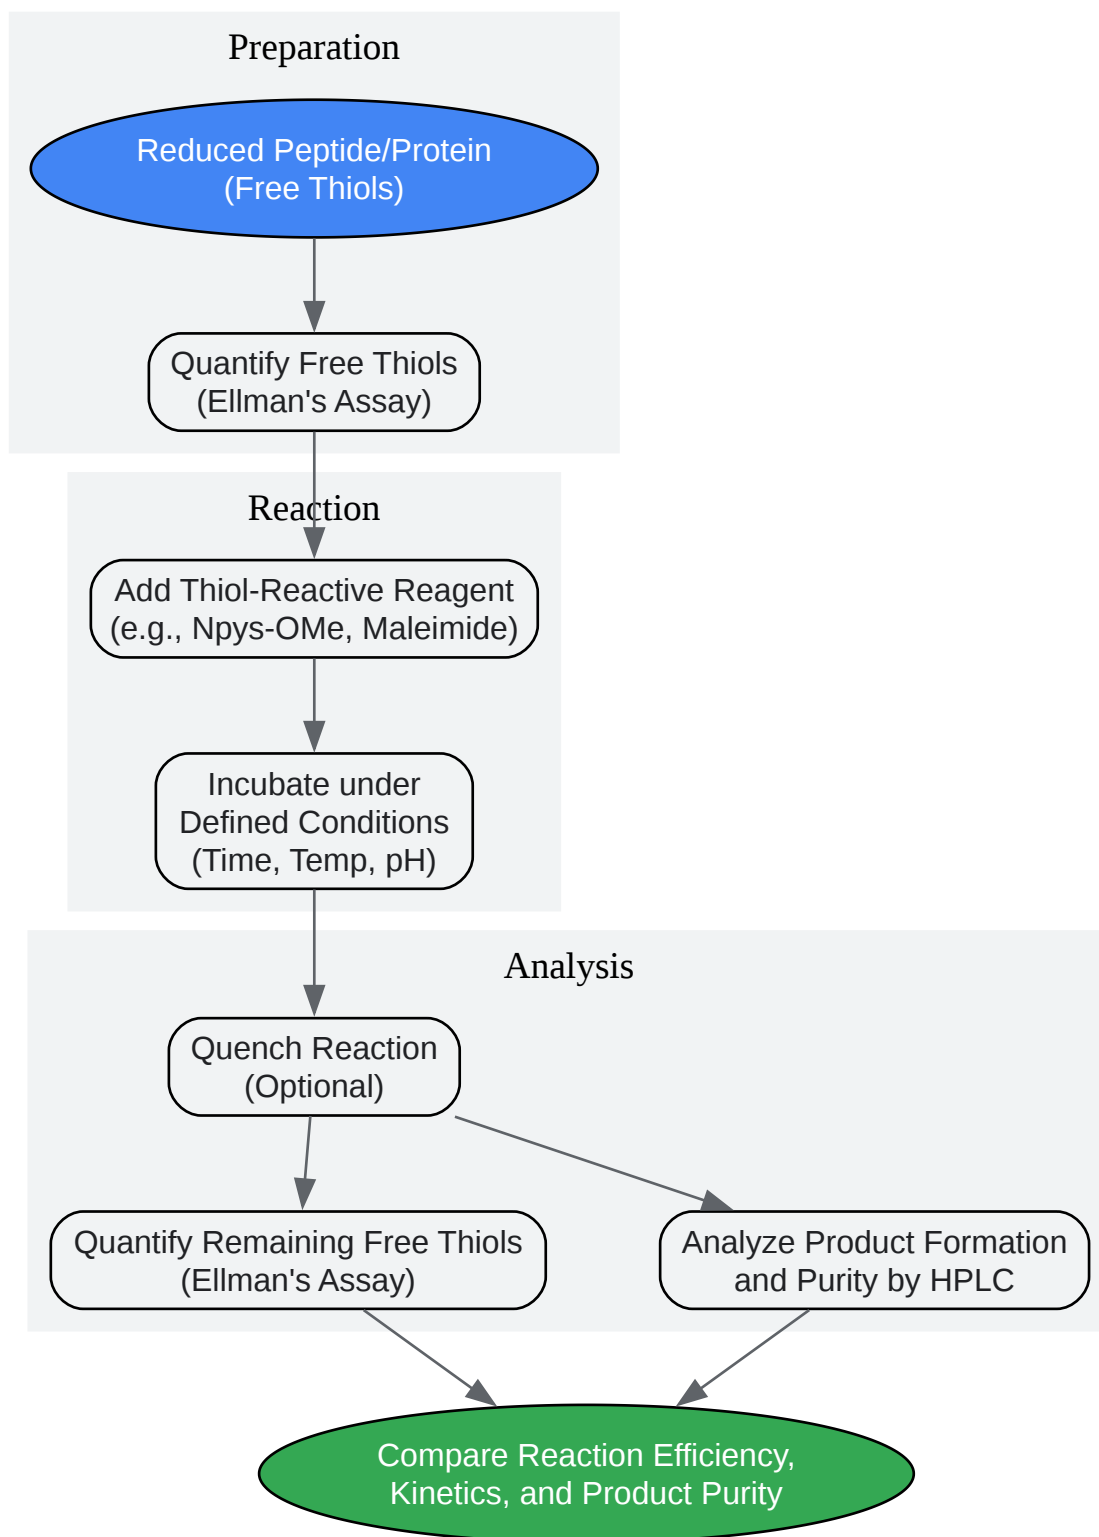 Preparation
Reduced Peptide/Protein
(Free Thiols)
Quantify Free Thiols
(Ellman's Assay)
Reaction
Add Thiol-Reactive Reagent
(e.g., Npys-OMe, Maleimide)
Incubate under
Defined Conditions
(Time, Temp, pH)
Analysis
Quench Reaction
(Optional)
Quantify Remaining Free Thiols
(Ellman's Assay)
Analyze Product Formation
and Purity by HPLC
Compare Reaction Efficiency,
Kinetics, and Product Purity